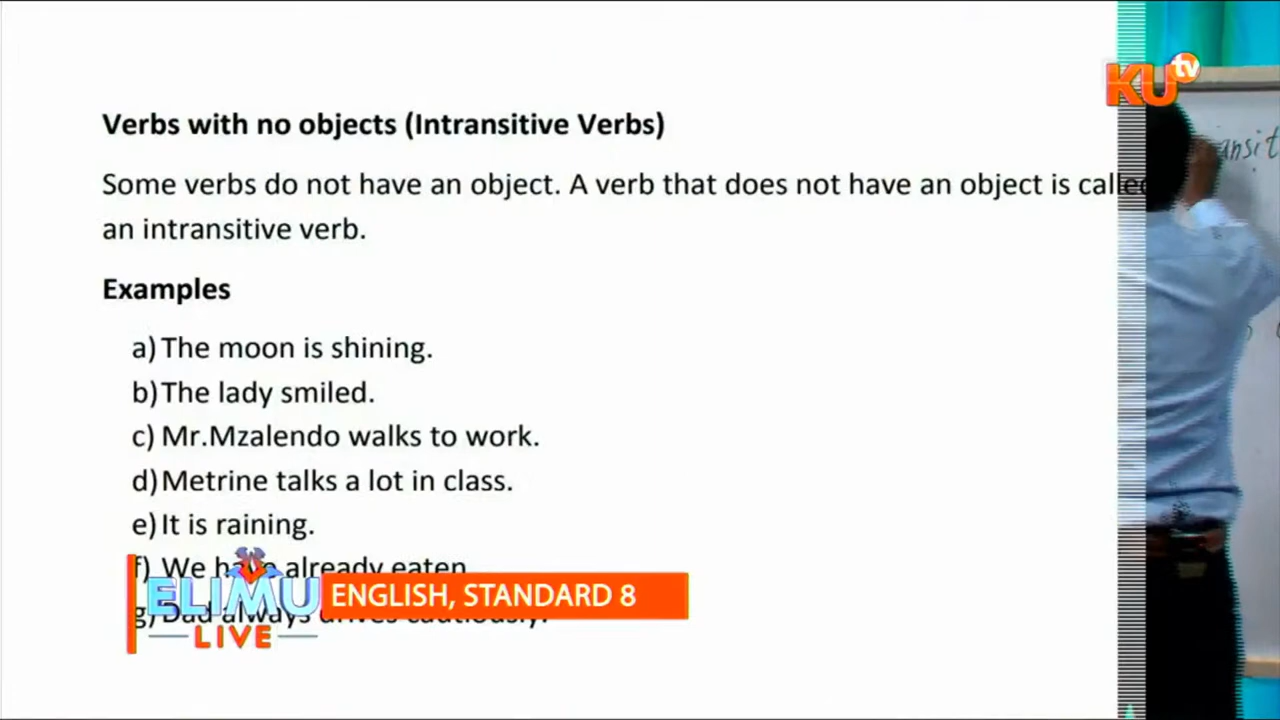 KU tv
Verbs with no objects (Intransitive Verbs)
Some verbs do not have an object. A verb that does not have an object is called
an intransitive verb.
Examples
a) The moon is shining.
b) The lady smiled.
c) Mr.Mzalendo walks to work.
d) Metrine talks a lot in class.
e) It is raining.
f) We have already eaten
g) Dad always drives cautiously.
ELIMU
LIVE
ENGLISH, STANDARD 8